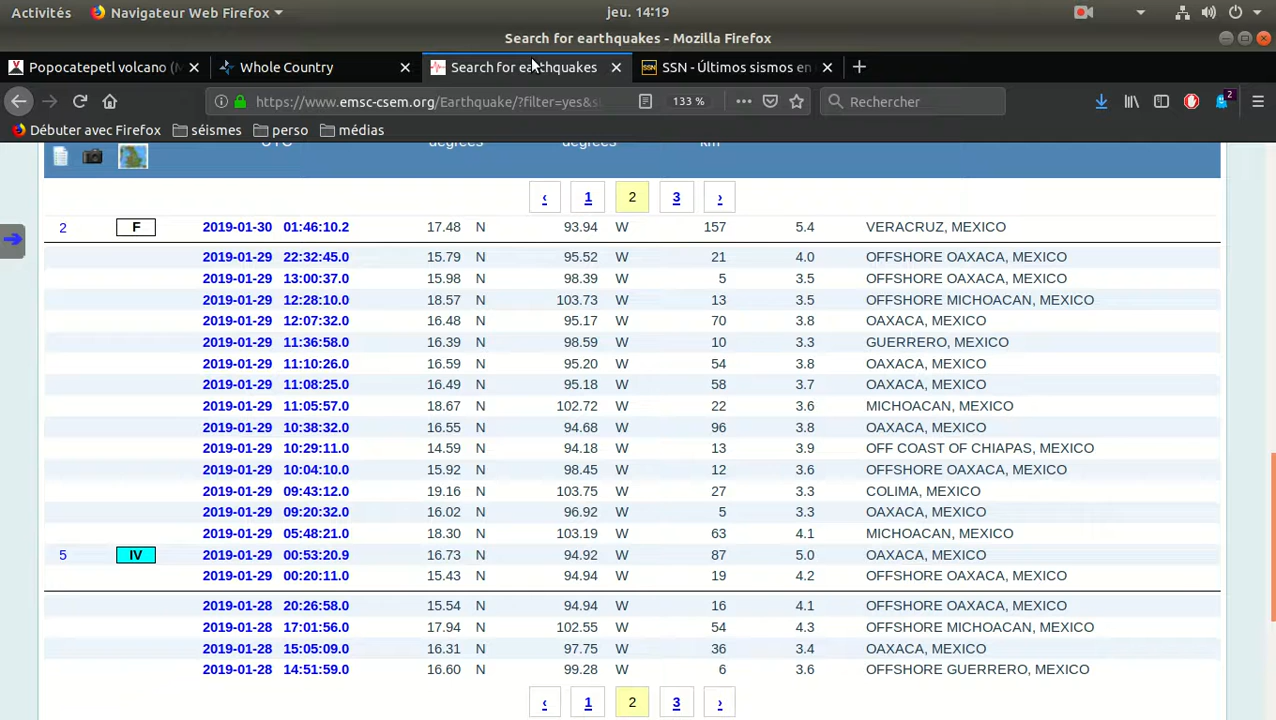 Activités Navigateur Web Firefox jeu. 14:19
Search for earthquakes - Mozilla Firefox
Popocatepetl volcano (M Whole Country Search for earthquakes SSN - Últimos sismos en
https://www.emsc-csem.org/Earthquake/?filter=yes& 133 % Rechercher 2
Débuter avec Firefox séismes perso médias
UTC degrees degrees km
‹ 1 2 3 ›
2 F 2019-01-30 01:46:10.2 17.48 N 93.94 W 157 5.4 VERACRUZ, MEXICO
2019-01-29 22:32:45.0 15.79 N 95.52 W 21 4.0 OFFSHORE OAXACA, MEXICO
2019-01-29 13:00:37.0 15.98 N 98.39 W 5 3.5 OFFSHORE OAXACA, MEXICO
2019-01-29 12:28:10.0 18.57 N 103.73 W 13 3.5 OFFSHORE MICHOACAN, MEXICO
2019-01-29 12:07:32.0 16.48 N 95.17 W 70 3.8 OAXACA, MEXICO
2019-01-29 11:36:58.0 16.39 N 98.59 W 10 3.3 GUERRERO, MEXICO
2019-01-29 11:10:26.0 16.59 N 95.20 W 54 3.8 OAXACA, MEXICO
2019-01-29 11:08:25.0 16.49 N 95.18 W 58 3.7 OAXACA, MEXICO
2019-01-29 11:05:57.0 18.67 N 102.72 W 22 3.6 MICHOACAN, MEXICO
2019-01-29 10:38:32.0 16.55 N 94.68 W 96 3.8 OAXACA, MEXICO
2019-01-29 10:29:11.0 14.59 N 94.18 W 13 3.9 OFF COAST OF CHIAPAS, MEXICO
2019-01-29 10:04:10.0 15.92 N 98.45 W 12 3.6 OFFSHORE OAXACA, MEXICO
2019-01-29 09:43:12.0 19.16 N 103.75 W 27 3.3 COLIMA, MEXICO
2019-01-29 09:20:32.0 16.02 N 96.92 W 5 3.3 OAXACA, MEXICO
2019-01-29 05:48:21.0 18.30 N 103.19 W 63 4.1 MICHOACAN, MEXICO
5 IV 2019-01-29 00:53:20.9 16.73 N 94.92 W 87 5.0 OAXACA, MEXICO
2019-01-29 00:20:11.0 15.43 N 94.94 W 19 4.2 OFFSHORE OAXACA, MEXICO
2019-01-28 20:26:58.0 15.54 N 94.94 W 16 4.1 OFFSHORE OAXACA, MEXICO
2019-01-28 17:01:56.0 17.94 N 102.55 W 54 4.3 OFFSHORE MICHOACAN, MEXICO
2019-01-28 15:05:09.0 16.31 N 97.75 W 36 3.4 OAXACA, MEXICO
2019-01-28 14:51:59.0 16.60 N 99.28 W 6 3.6 OFFSHORE GUERRERO, MEXICO
‹ 1 2 3 ›